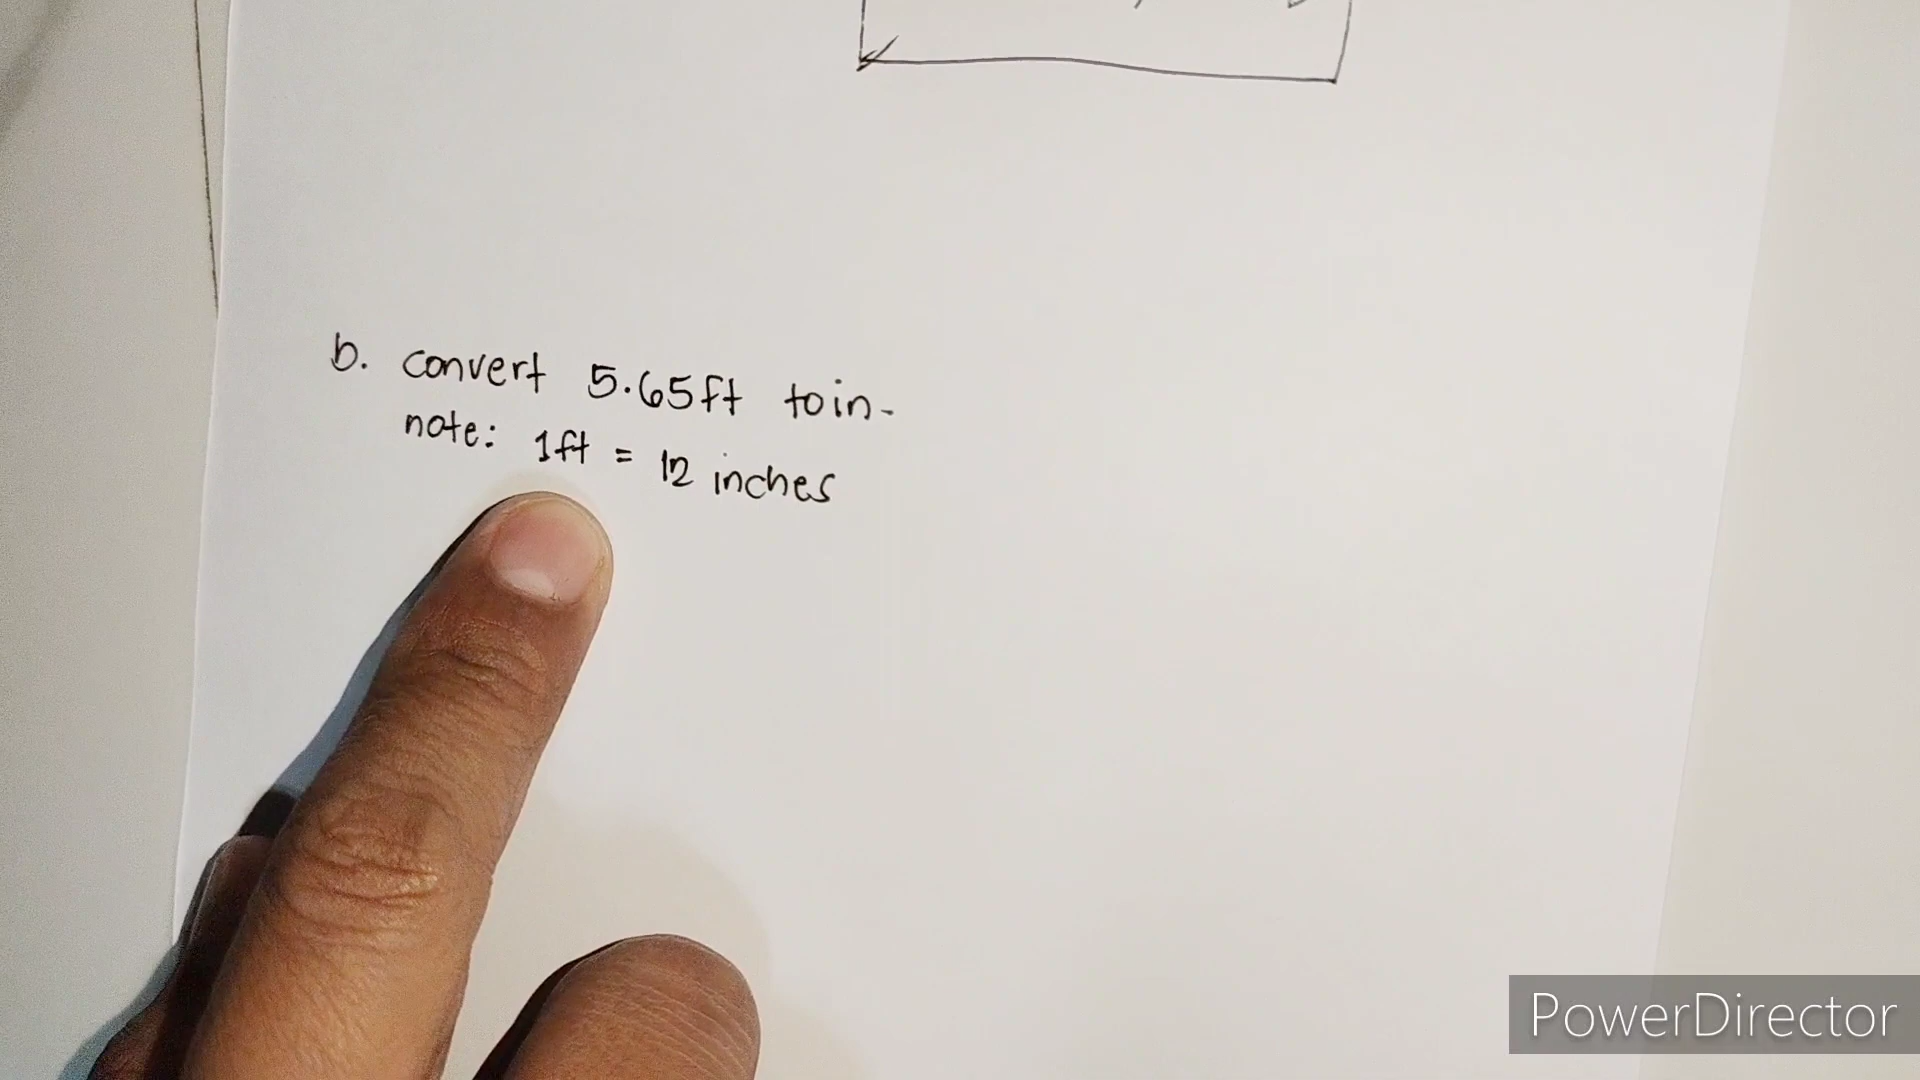 b. convert 5.65ft to in.
note: 1ft = 12 inches
PowerDirector